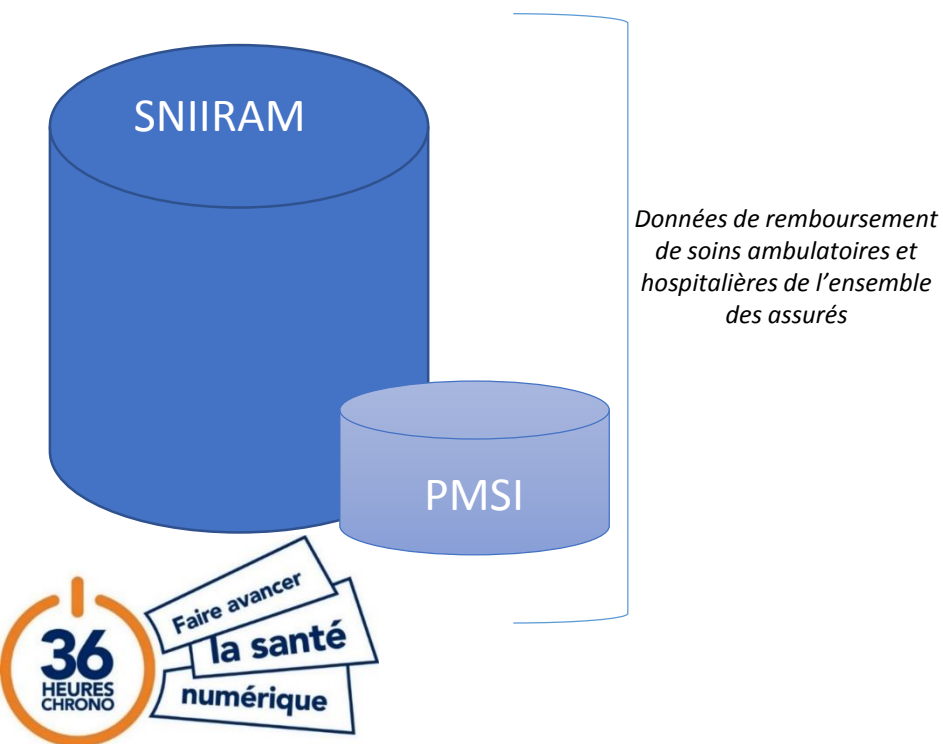 SNIIRAM
Données de remboursement
de soins ambulatoires et
hospitalières de l’ensemble
des assurés
PMSI
36
HEURES
CHRONO
Faire avancer
la santé
numérique